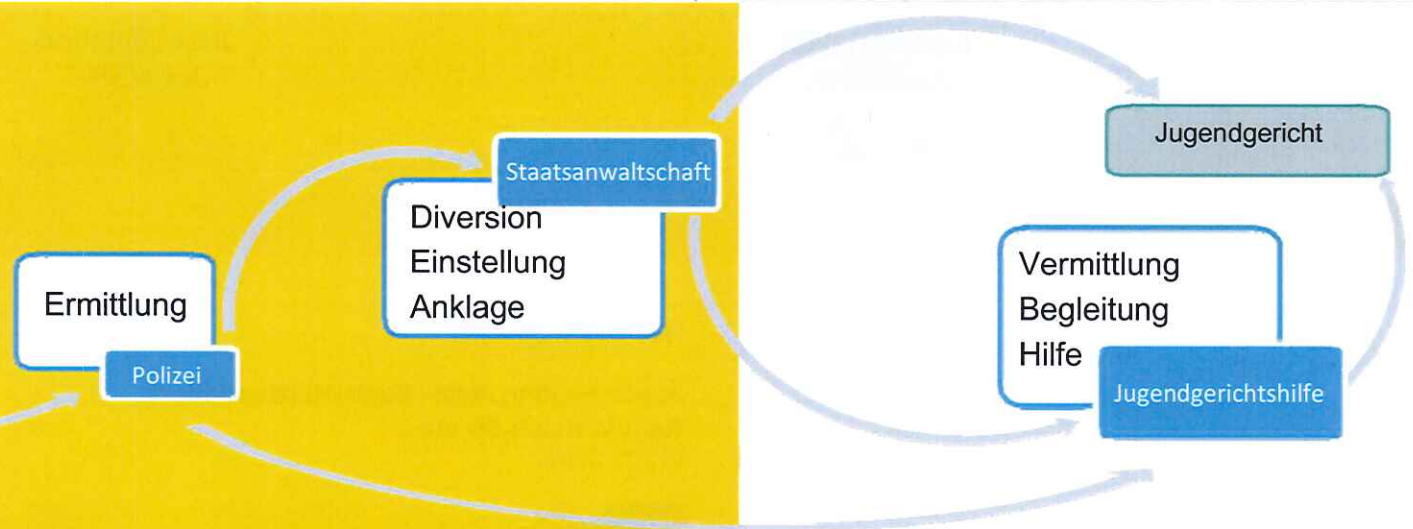 Ermittlung
Polizei
Staatsanwaltschaft
Diversion
Einstellung
Anklage
Jugendgericht
Vermittlung
Begleitung
Hilfe
Jugendgerichtshilfe